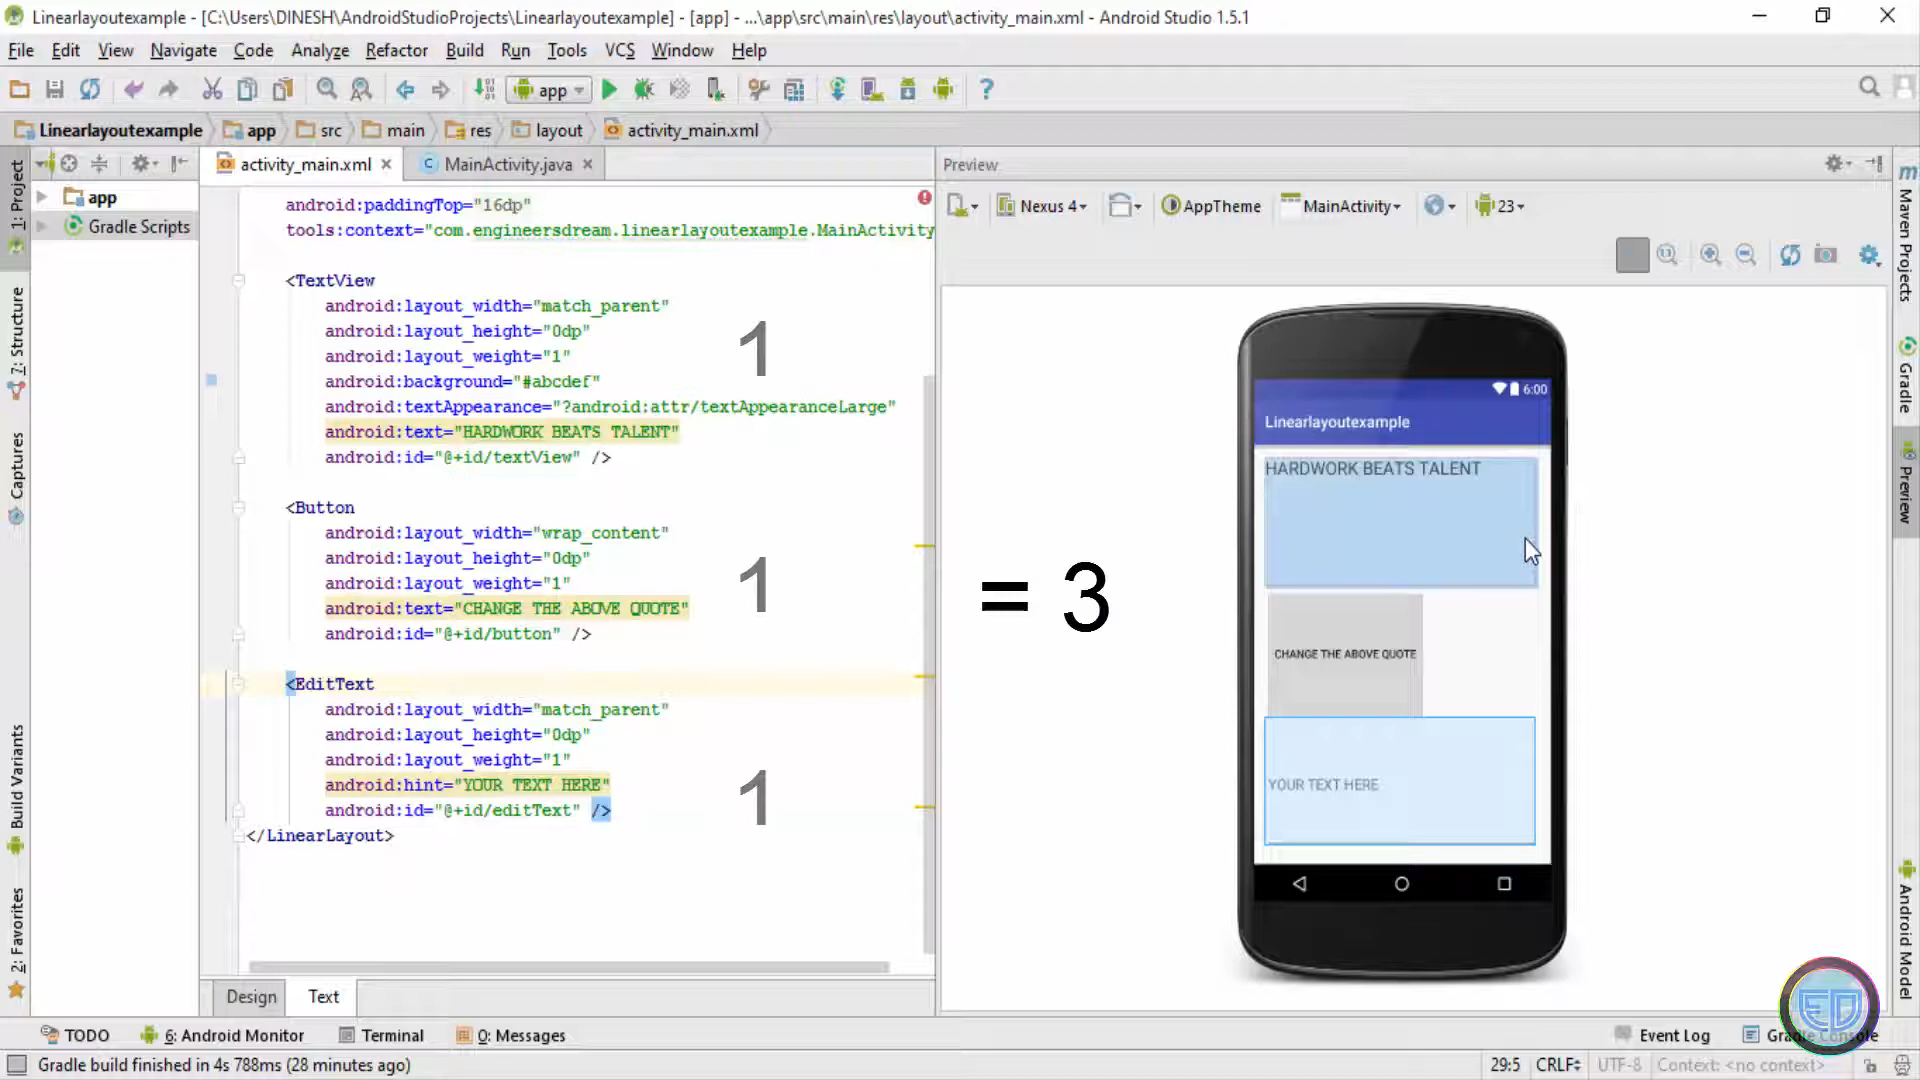 Linearlayoutexample - [C:\Users\DINESH\AndroidStudioProjects\Linearlayoutexample] - [app] - ...\app\src\main\res\layout\activity_main.xml - Android Studio 1.5.1
File Edit View Navigate Code Analyze Refactor Build Run Tools VCS Window Help
app
Linearlayoutexample app src main res layout activity_main.xml
1: Project
7: Structure
Captures
Build Variants
2: Favorites
app
Gradle Scripts
activity_main.xml MainActivity.java
android:paddingTop="16dp"
tools:context="com.engineersdream.linearlayoutexample.MainActivity
<TextView
android:layout_width="match_parent"
android:layout_height="0dp"
android:layout_weight="1"
android:background="#abcdef"
android:textAppearance="?android:attr/textAppearanceLarge"
android:text="HARDWORK BEATS TALENT"
android:id="@+id/textView" />
1
<Button
android:layout_width="wrap_content"
android:layout_height="0dp"
android:layout_weight="1"
android:text="CHANGE THE ABOVE QUOTE"
android:id="@+id/button" />
1
= 3
<EditText
android:layout_width="match_parent"
android:layout_height="0dp"
android:layout_weight="1"
android:hint="YOUR TEXT HERE"
android:id="@+id/editText" />
1
</LinearLayout>
Design Text
Preview
Nexus 4 AppTheme MainActivity 23
6:00
Linearlayoutexample
HARDWORK BEATS TALENT
CHANGE THE ABOVE QUOTE
YOUR TEXT HERE
m Maven Projects
Gradle
Preview
Android Model
ED
TODO 6: Android Monitor Terminal 0: Messages Event Log Gradle Console
Gradle build finished in 4s 788ms (28 minutes ago) 29:5 CRLF UTF-8 Context: <no context>